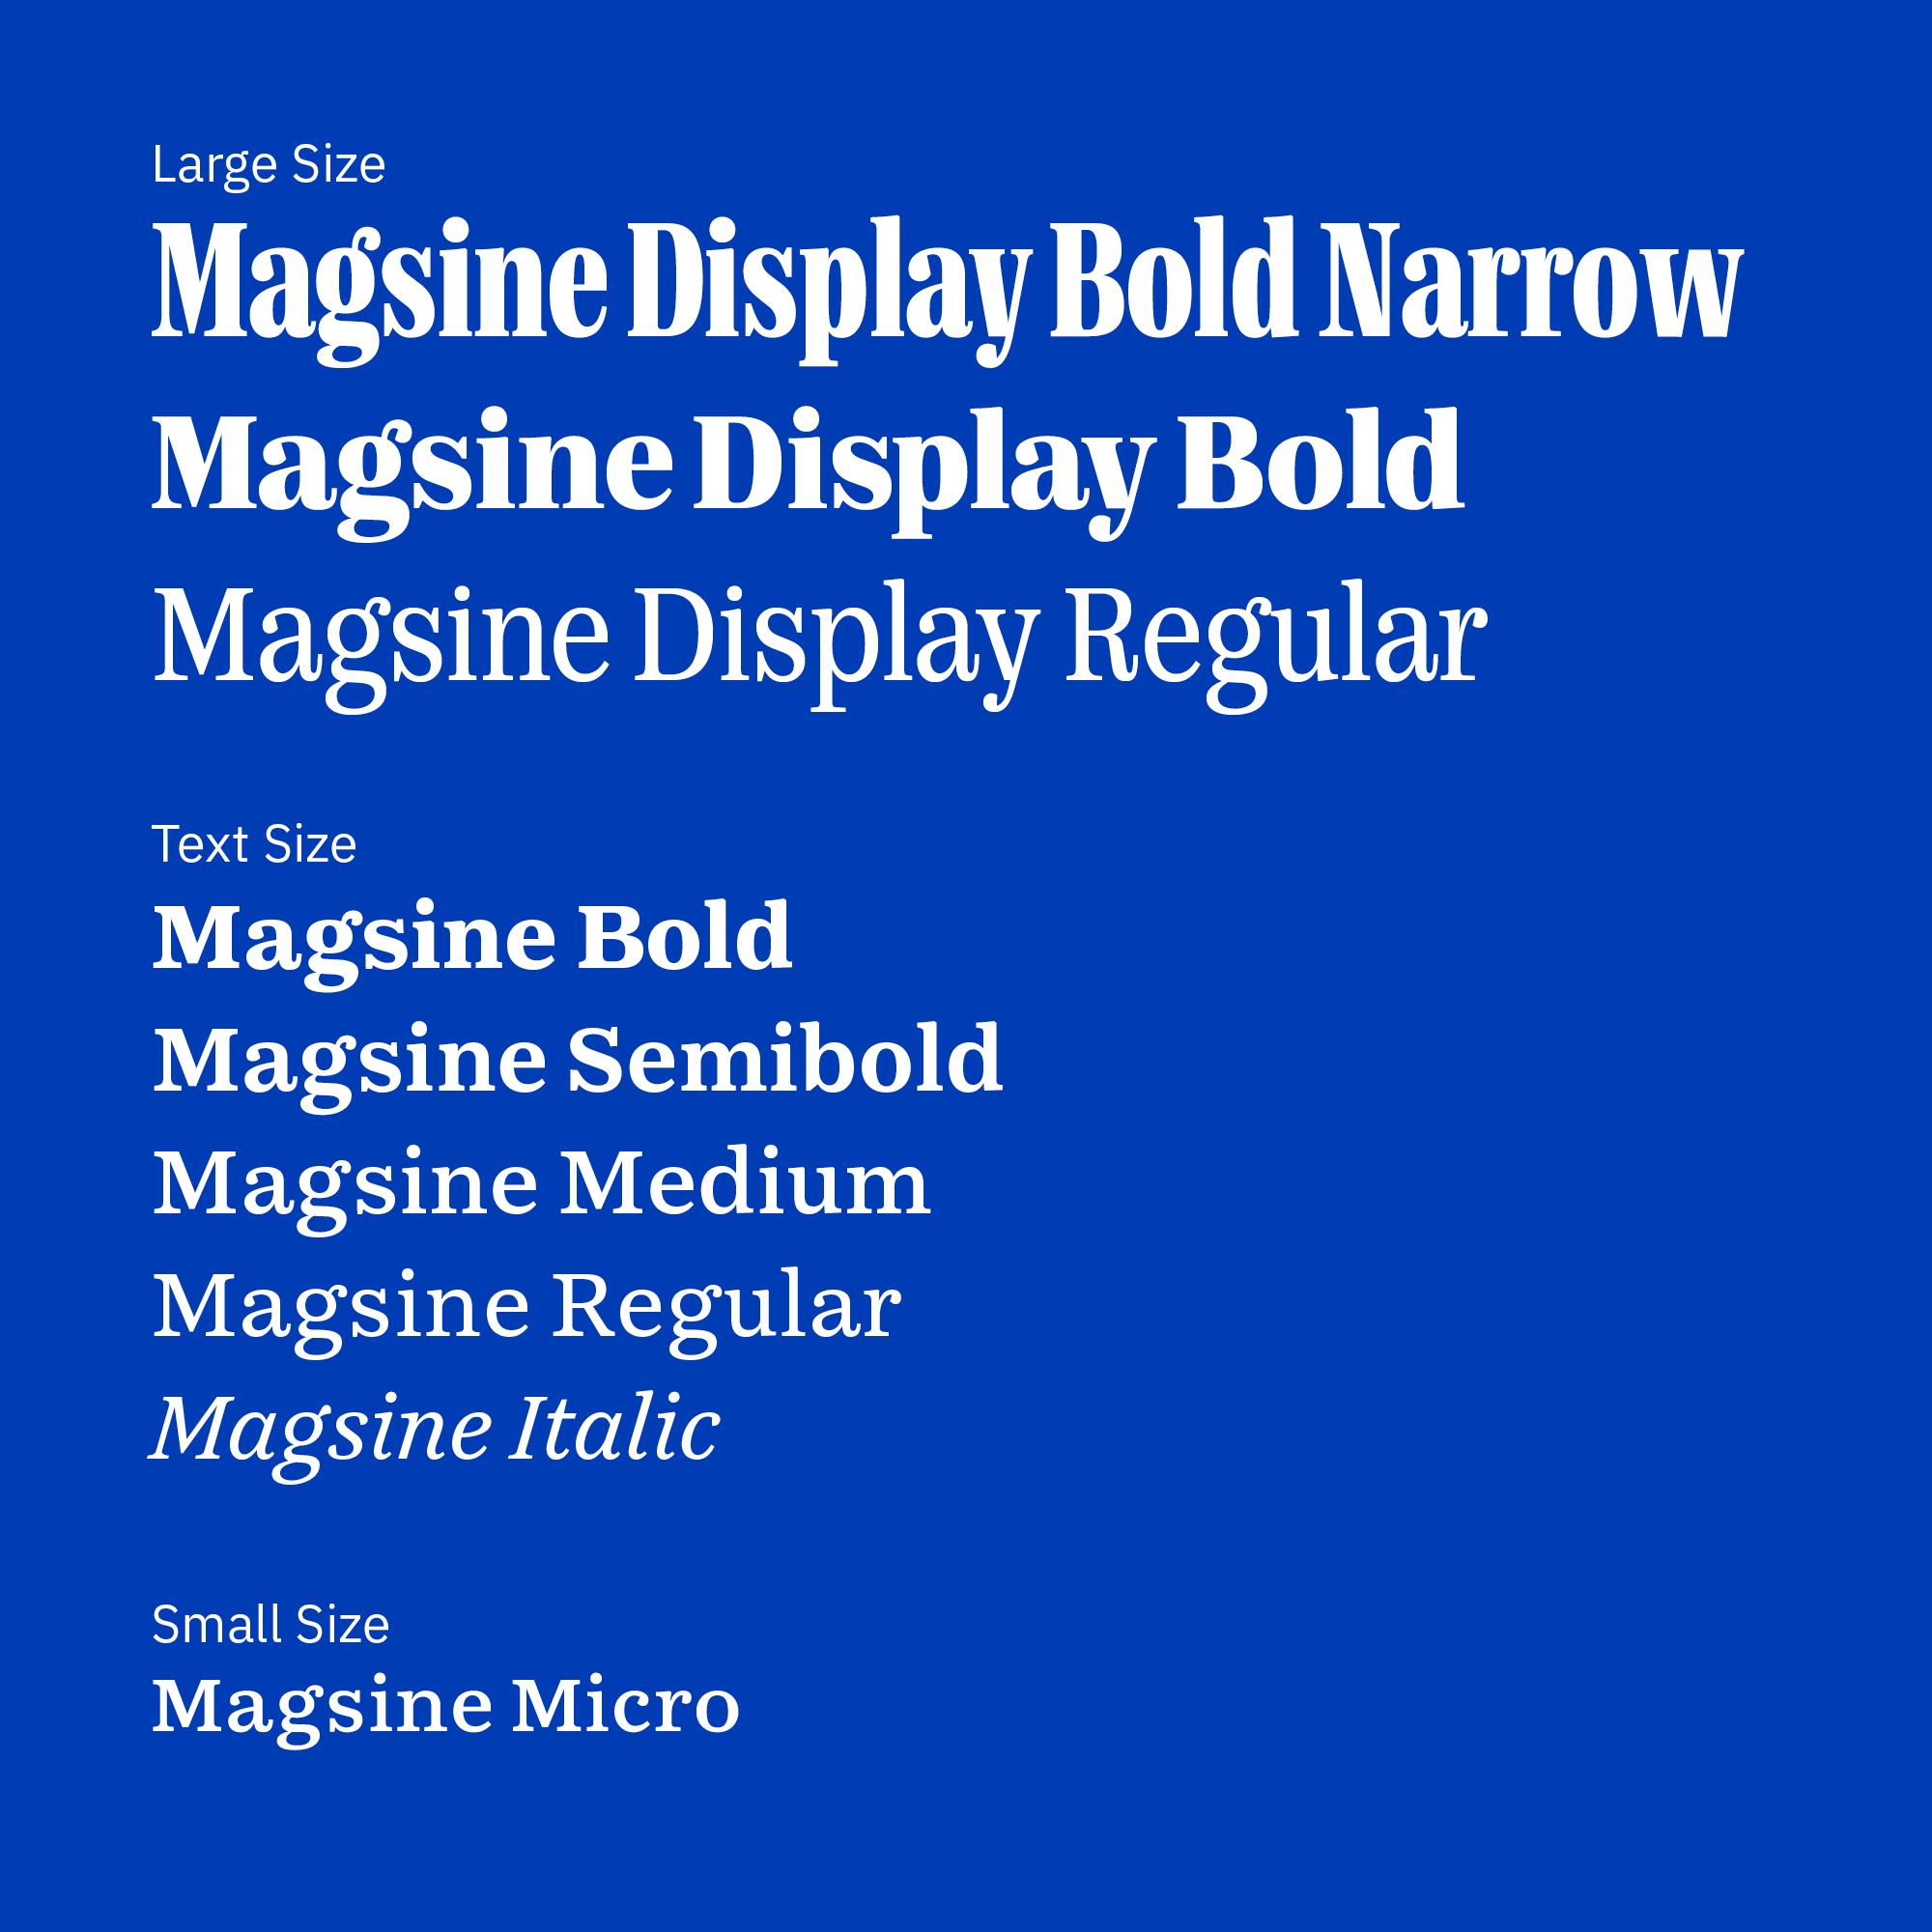 Large Size
Magsine Display Bold Narrow
Magsine Display Bold
Magsine Display Regular
Text Size
Magsine Bold
Magsine Semibold
Magsine Medium
Magsine Regular
Magsine Italic
Small Size
Magsine Micro